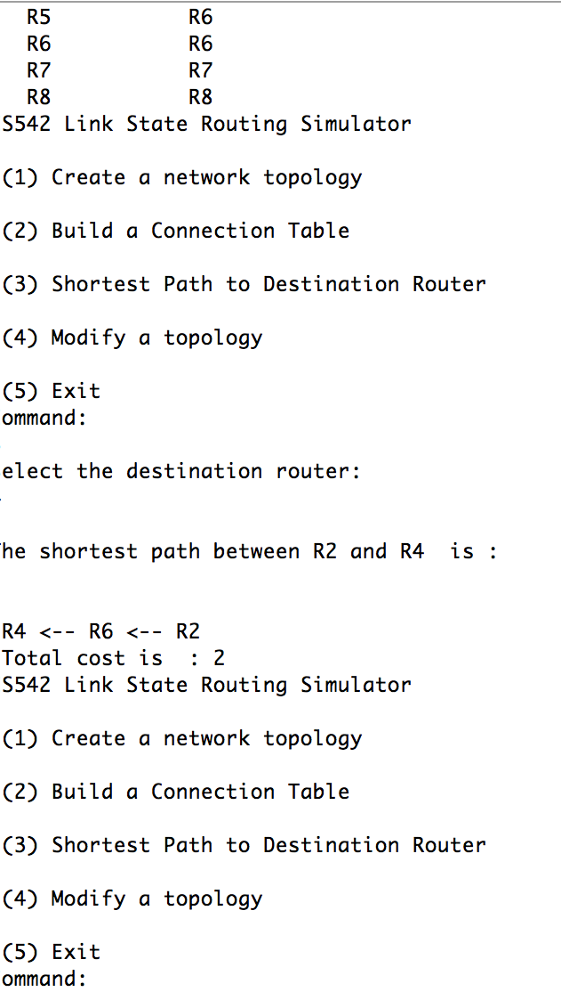 R5 R6
R6 R6
R7 R7
R8 R8
S542 Link State Routing Simulator
(1) Create a network topology
(2) Build a Connection Table
(3) Shortest Path to Destination Router
(4) Modify a topology
(5) Exit
ommand:
elect the destination router:
he shortest path between R2 and R4 is :
R4 <-- R6 <-- R2
Total cost is : 2
S542 Link State Routing Simulator
(1) Create a network topology
(2) Build a Connection Table
(3) Shortest Path to Destination Router
(4) Modify a topology
(5) Exit
ommand: